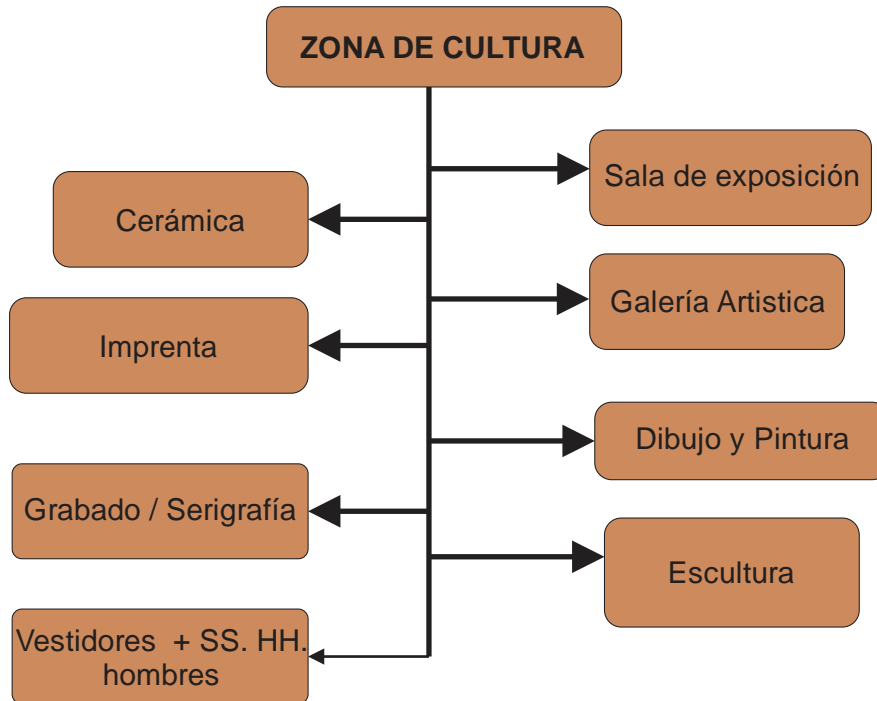 ZONA DE CULTURA
Sala de exposición
Cerámica
Galería Artistica
Imprenta
Dibujo y Pintura
Grabado / Serigrafía
Escultura
Vestidores + SS. HH.
hombres